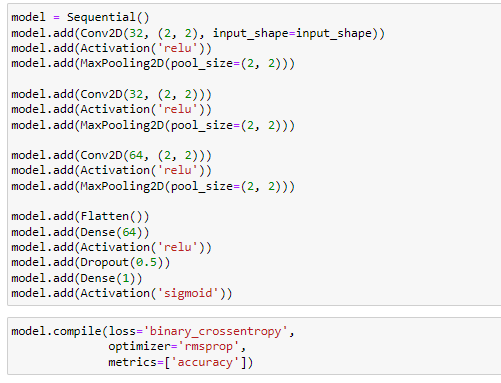 model = Sequential()
model.add(Conv2D(32, (2, 2), input_shape=input_shape))
model.add(Activation('relu'))
model.add(MaxPooling2D(pool_size=(2, 2)))

model.add(Conv2D(32, (2, 2)))
model.add(Activation('relu'))
model.add(MaxPooling2D(pool_size=(2, 2)))

model.add(Conv2D(64, (2, 2)))
model.add(Activation('relu'))
model.add(MaxPooling2D(pool_size=(2, 2)))

model.add(Flatten())
model.add(Dense(64))
model.add(Activation('relu'))
model.add(Dropout(0.5))
model.add(Dense(1))
model.add(Activation('sigmoid'))

model.compile(loss='binary_crossentropy',
              optimizer='rmsprop',
              metrics=['accuracy'])